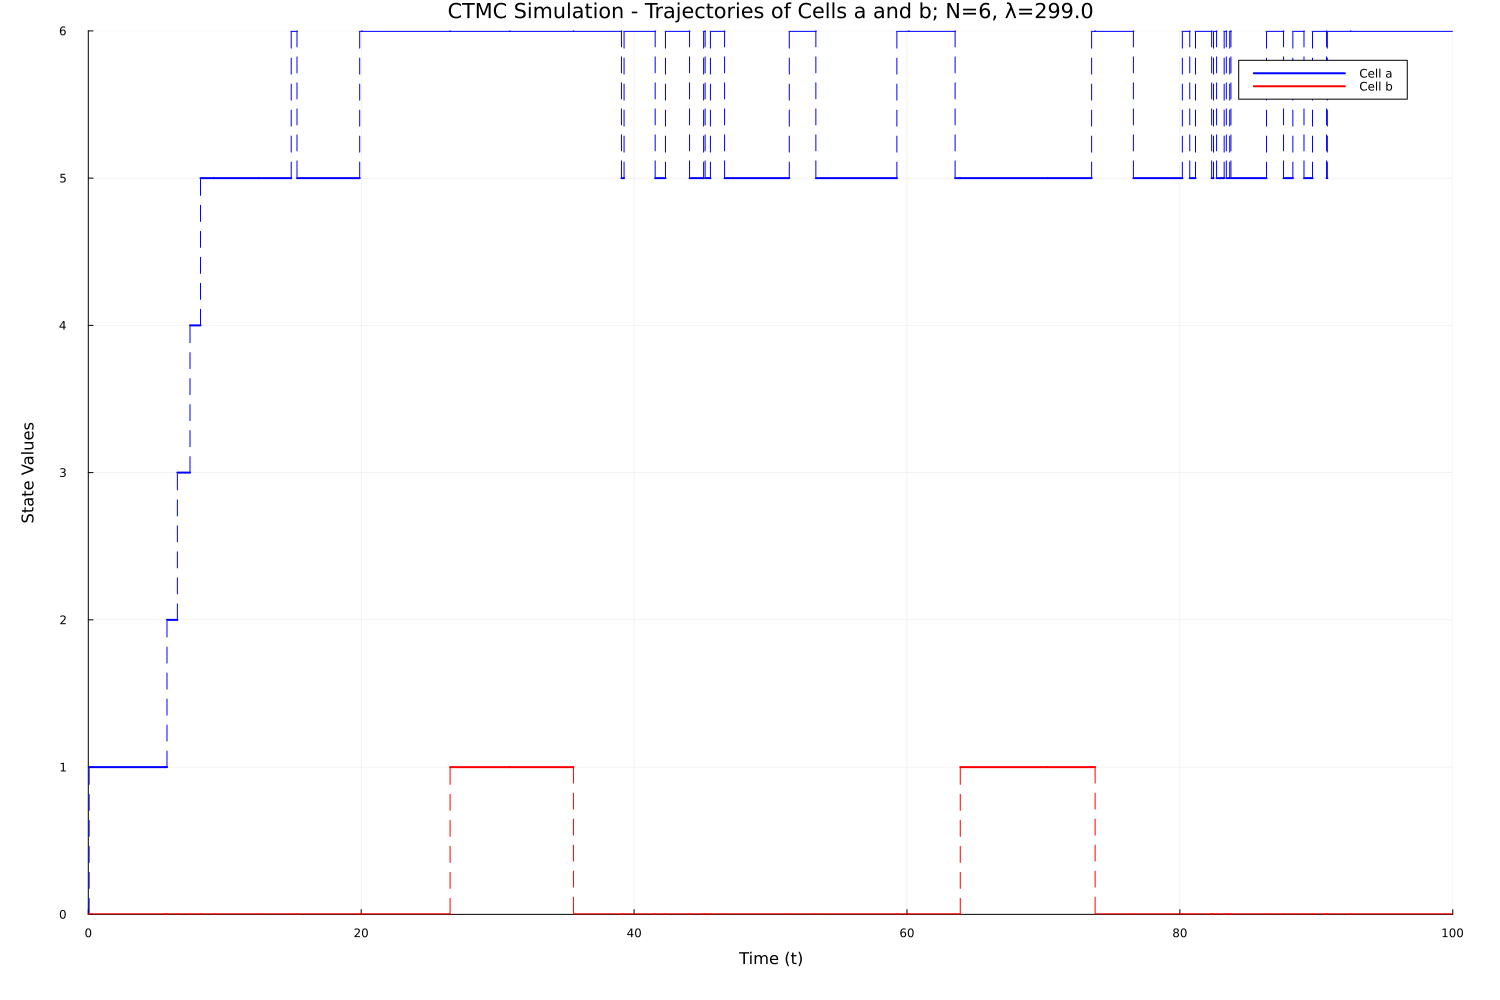 CTMC Simulation - Trajectories of Cells a and b; N=6, λ=299.0
6
Cell a
Cell b
5
4
State Values
3
2
1
0
0 20 40 60 80 100
Time (t)